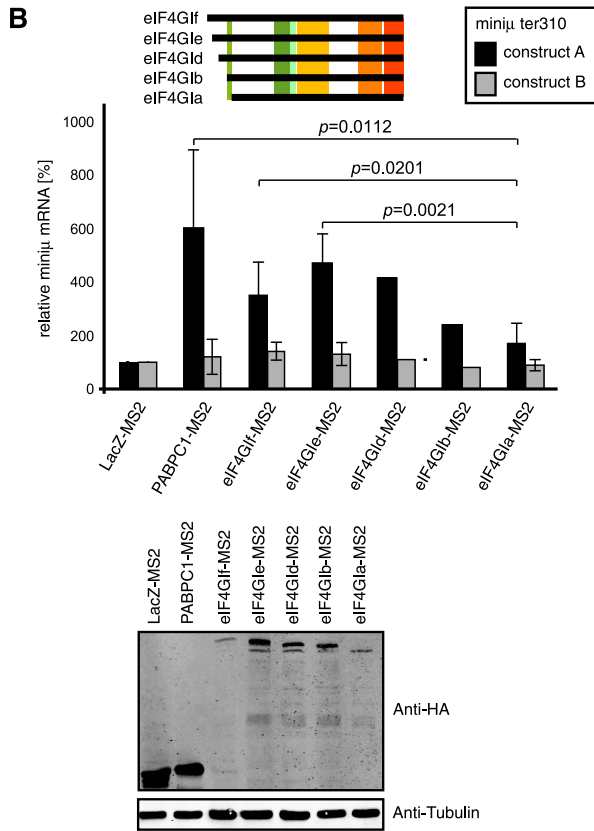 B
eIF4GIf
eIF4GIe
eIF4GId
eIF4GIb
eIF4GIa
miniμ ter310
construct A
construct B
relative miniμ mRNA [%]
1000
800
600
400
200
0
p=0.0112
p=0.0201
p=0.0021
LacZ-MS2
PABPC1-MS2
eIF4GIf-MS2
eIF4GIe-MS2
eIF4GId-MS2
eIF4GIb-MS2
eIF4GIa-MS2
LacZ-MS2
PABPC1-MS2
eIF4GIf-MS2
eIF4GIe-MS2
eIF4GId-MS2
eIF4GIb-MS2
eIF4GIa-MS2
Anti-HA
Anti-Tubulin